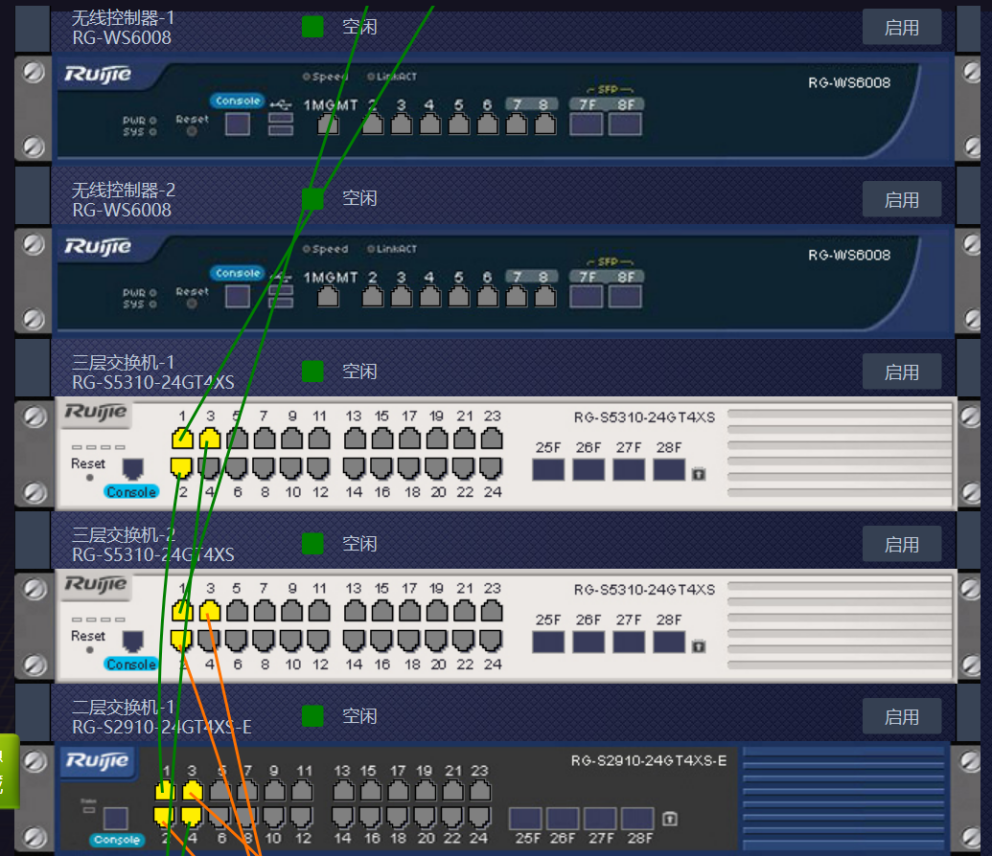 无线控制器-1
RG-WS6008
空闲
启用
Ruijie
Speed
LinkACT
RG-WS6008
SFP
Console
1MGMT 2 3 4 5 6 7 8 7F 8F
PWR
SYS
Reset
无线控制器-2
RG-WS6008
空闲
启用
Ruijie
Speed
LinkACT
RG-WS6008
SFP
Console
1MGMT 2 3 4 5 6 7 8 7F 8F
PWR
SYS
Reset
三层交换机-1
RG-S5310-24GT4XS
空闲
启用
Ruijie
1 3 5 7 9 11 13 15 17 19 21 23
RG-S5310-24GT4XS
25F 26F 27F 28F
Reset
Console
2 4 6 8 10 12 14 16 18 20 22 24
三层交换机-2
RG-S5310-24GT4XS
空闲
启用
Ruijie
1 3 5 7 9 11 13 15 17 19 21 23
RG-S5310-24GT4XS
25F 26F 27F 28F
Reset
Console
2 4 6 8 10 12 14 16 18 20 22 24
二层交换机-1
RG-S2910-24GT4XS-E
空闲
启用
Ruijie
1 3 5 7 9 11 13 15 17 19 21 23
RG-S2910-24GT4XS-E
Console
2 4 6 8 10 12 14 16 18 20 22 24
25F 26F 27F 28F